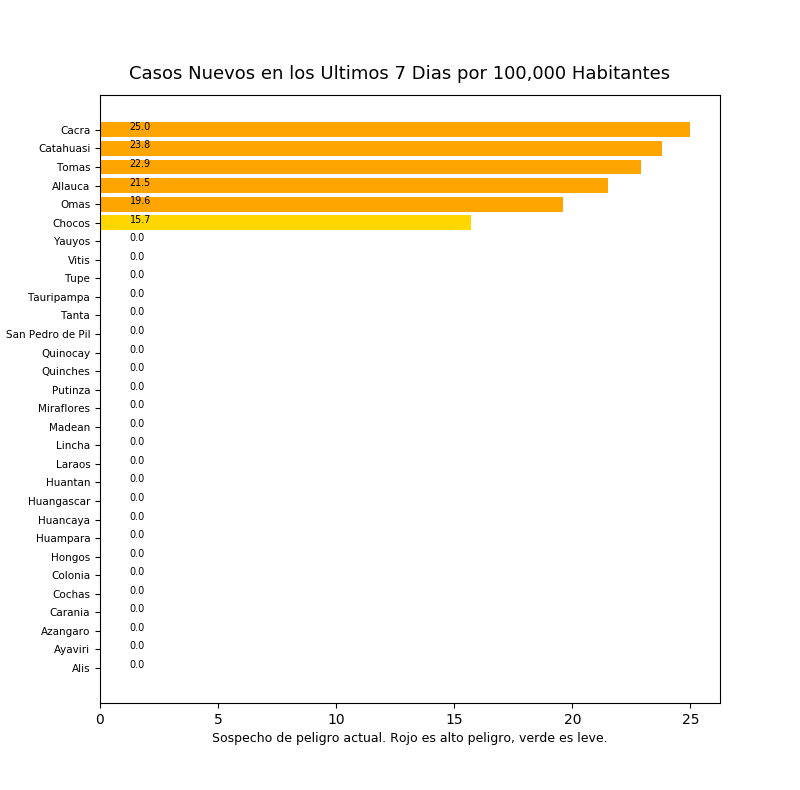 Casos Nuevos en los Ultimos 7 Dias por 100,000 Habitantes
Cacra 25.0
Catahuasi 23.8
Tomas 22.9
Allauca 21.5
Omas 19.6
Chocos 15.7
Yauyos 0.0
Vitis 0.0
Tupe 0.0
Tauripampa 0.0
Tanta 0.0
San Pedro de Pil 0.0
Quinocay 0.0
Quinches 0.0
Putinza 0.0
Miraflores 0.0
Madean 0.0
Lincha 0.0
Laraos 0.0
Huantan 0.0
Huangascar 0.0
Huancaya 0.0
Huampara 0.0
Hongos 0.0
Colonia 0.0
Cochas 0.0
Carania 0.0
Azangaro 0.0
Ayaviri 0.0
Alis 0.0
0 5 10 15 20 25
Sospecho de peligro actual. Rojo es alto peligro, verde es leve.